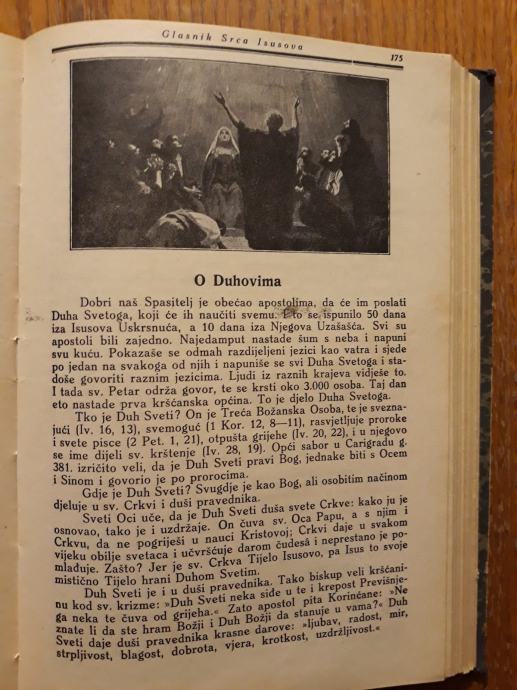 Glasnik Srca Isusova
175
O Duhovima
Dobri naš Spasitelj je obećao apostolima, da će im poslati
Duha Svetoga, koji će ih naučiti svemu. I to se ispunilo 50 dana
iza Isusova Uskrsnuća, a 10 dana iza Njegova Uzašašća. Svi su
apostoli bili zajedno. Najedamput nastade šum s neba i napuni
svu kuću. Pokazaše se odmah razdijeljeni jezici kao vatra i sjede
po jedan na svakoga od njih i napuniše se svi Duha Svetoga i sta-
doše govoriti raznim jezicima. Ljudi iz raznih krajeva vidješe to.
I tada sv. Petar održa govor, te se krsti oko 3.000 osoba. Taj dan
eto nastade prva kršćanska općina. To je djelo Duha Svetoga.
Tko je Duh Sveti? On je Treća Božanska Osoba, te je svezna-
jući (Iv. 16, 13), svemoguć (1 Kor. 12, 8—11), rasvjetljuje proroke
i svete pisce (2 Pet. 1, 21), otpušta grijehe (Iv. 20, 22), i u njegovo
se ime dijeli sv. krštenje (Iv. 28, 19). Opći sabor u Carigradu g.
381. izričito veli, da je Duh Sveti pravi Bog, jednake biti s Ocem
i Sinom i govorio je po prorocima.
Gdje je Duh Sveti? Svugdje je kao Bog, ali osobitim načinom
djeluje u sv. Crkvi i duši pravednika.
Sveti Oci uče, da je Duh Sveti duša svete Crkve: kako ju je
osnovao, tako je i uzdržaje. On čuva sv. Oca Papu, a s njim i
Crkvu, da ne pogriješi u nauci Kristovoj; Crkvi daje u svakom
povijeku obilje svetaca i učvršćuje darom čudesâ i neprestano je po-
mlađuje. Zašto? Jer je sv. Crkva Tijelo Isusovo, pa Isus to svoje
mistično Tijelo hrani Duhom Svetim.
Duh Sveti je i u duši pravednika. Tako biskup veli kršćani-
nu kod sv. krizme: »Duh Sveti neka siđe u te i krepost Previšnje-
ga neka te čuva od grijeha.« Zato apostol pita Korinćane: »Ne
znate li da ste hram Božji i Duh Božji da stanuje u vama?« Duh
Sveti daje duši pravednika krasne darove: »ljubav, radost, mir,
strpljivost, blagost, dobrota, vjera, krotkost, uzdržljivost.«